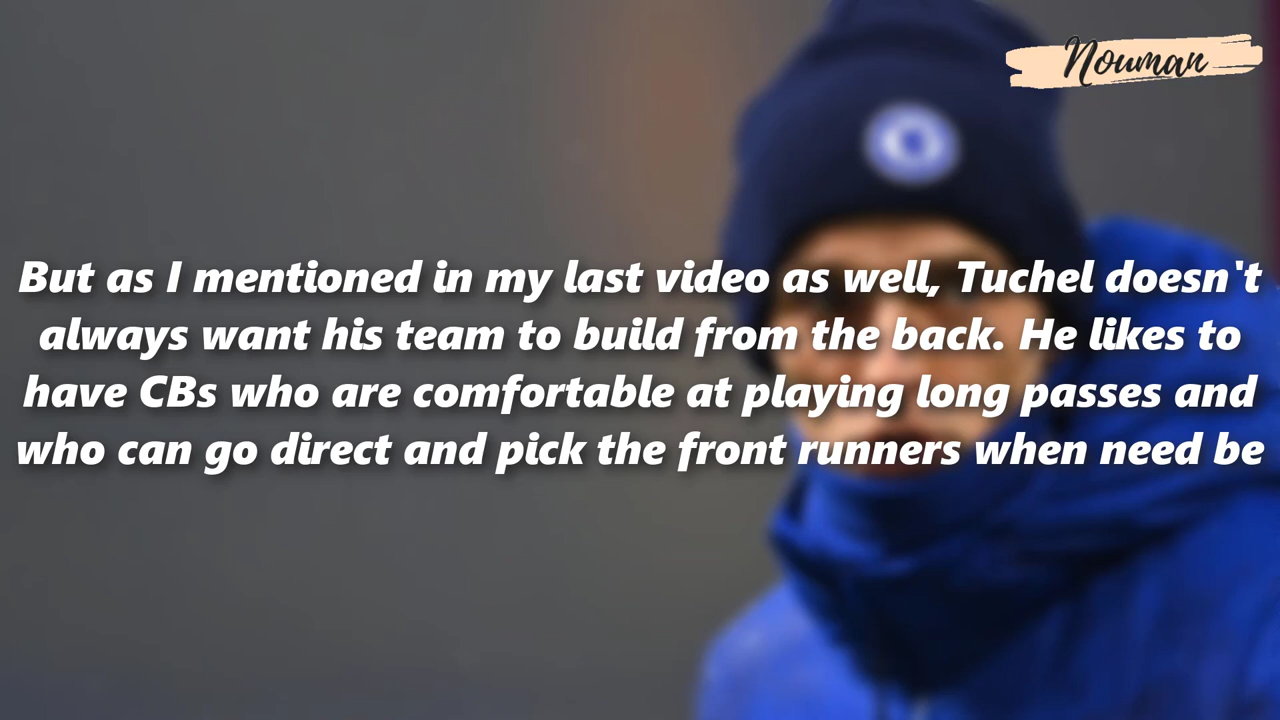 Nouman
But as I mentioned in my last video as well, Tuchel doesn't
always want his team to build from the back. He likes to
have CBs who are comfortable at playing long passes and
who can go direct and pick the front runners when need be